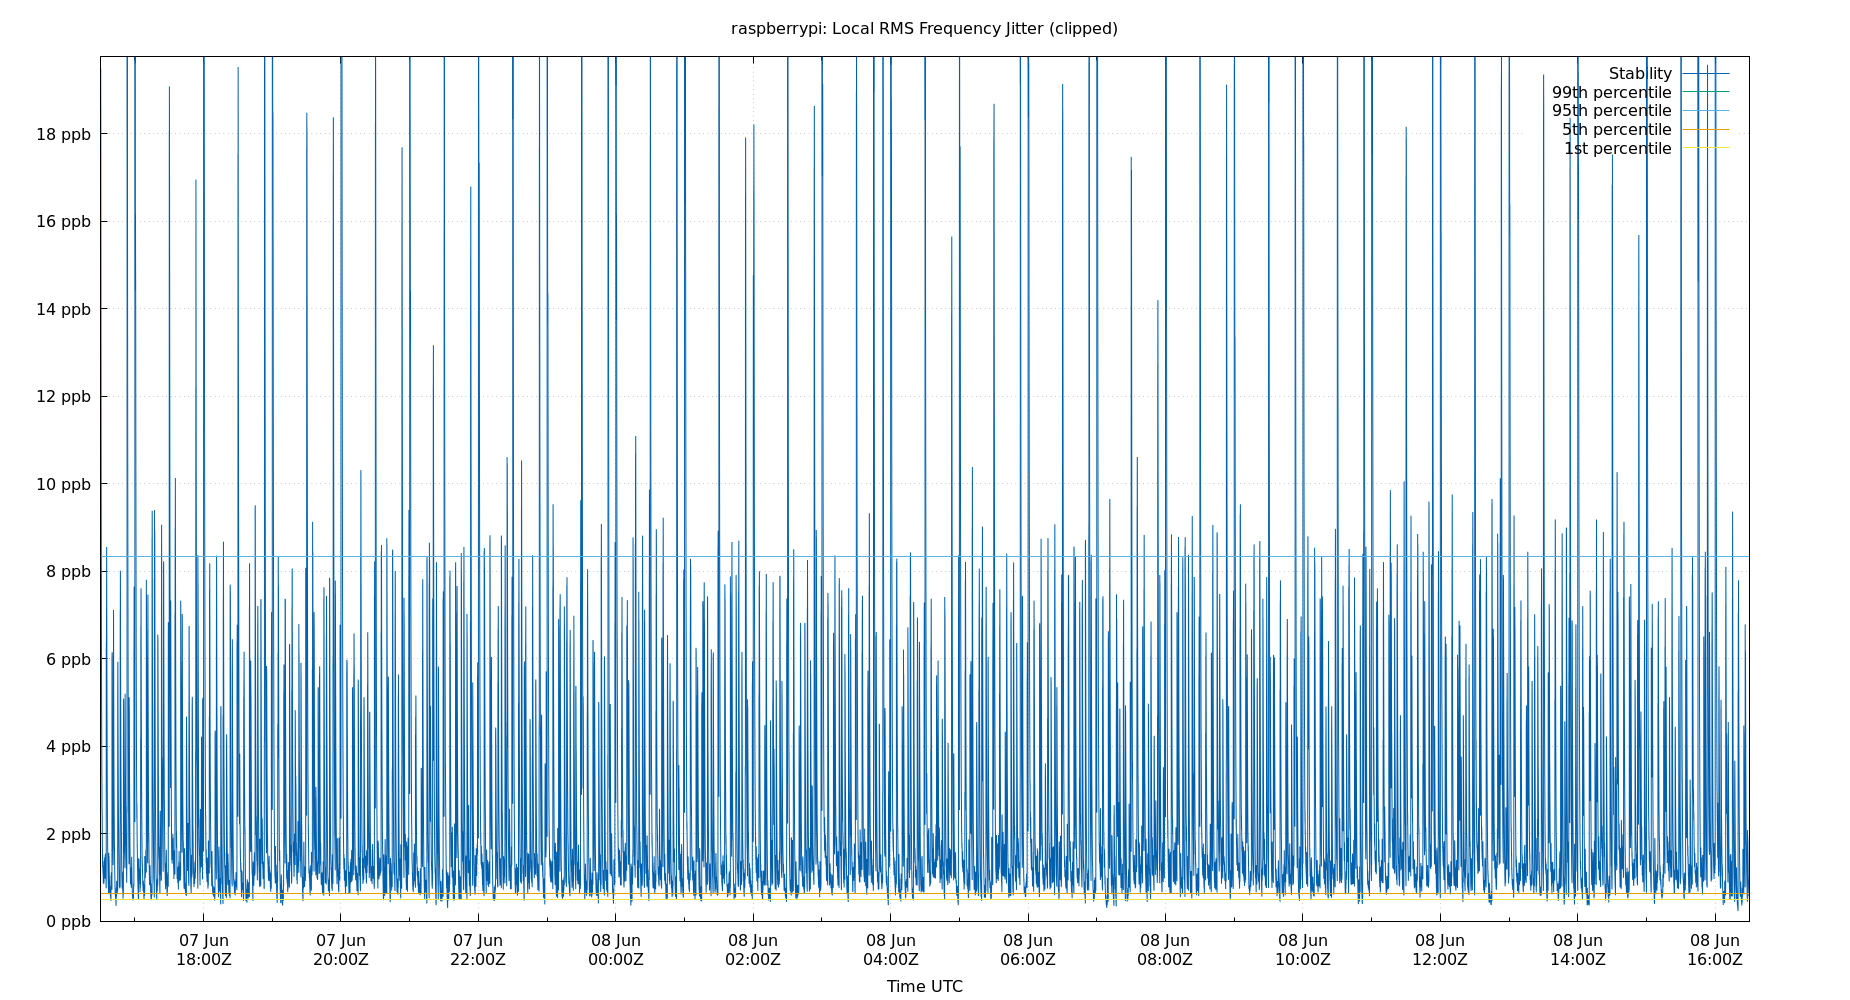 raspberrypi: Local RMS Frequency Jitter (clipped)
Stability
99th percentile
95th percentile
5th percentile
1st percentile
18 ppb
16 ppb
14 ppb
12 ppb
10 ppb
8 ppb
6 ppb
4 ppb
2 ppb
0 ppb
07 Jun 07 Jun 07 Jun 08 Jun 08 Jun 08 Jun 08 Jun 08 Jun 08 Jun 08 Jun 08 Jun 08 Jun
18:00Z 20:00Z 22:00Z 00:00Z 02:00Z 04:00Z 06:00Z 08:00Z 10:00Z 12:00Z 14:00Z 16:00Z
Time UTC